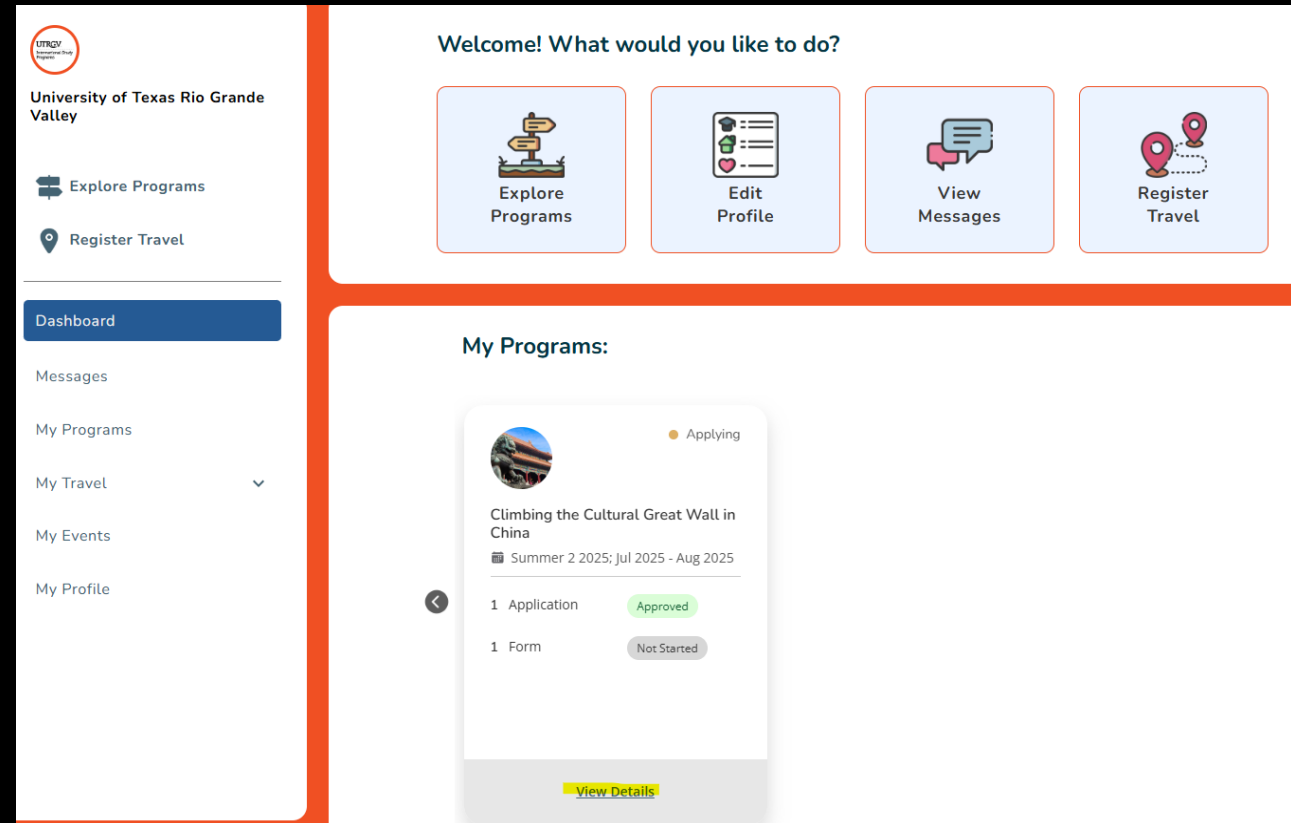 UTRGV
International Study
Programs
University of Texas Rio Grande
Valley
Explore Programs
Register Travel
Dashboard
Messages
My Programs
My Travel
My Events
My Profile
Welcome! What would you like to do?
Explore
Programs
Edit
Profile
View
Messages
Register
Travel
My Programs:
Applying
Climbing the Cultural Great Wall in
China
Summer 2 2025; Jul 2025 - Aug 2025
1 Application Approved
1 Form Not Started
View Details